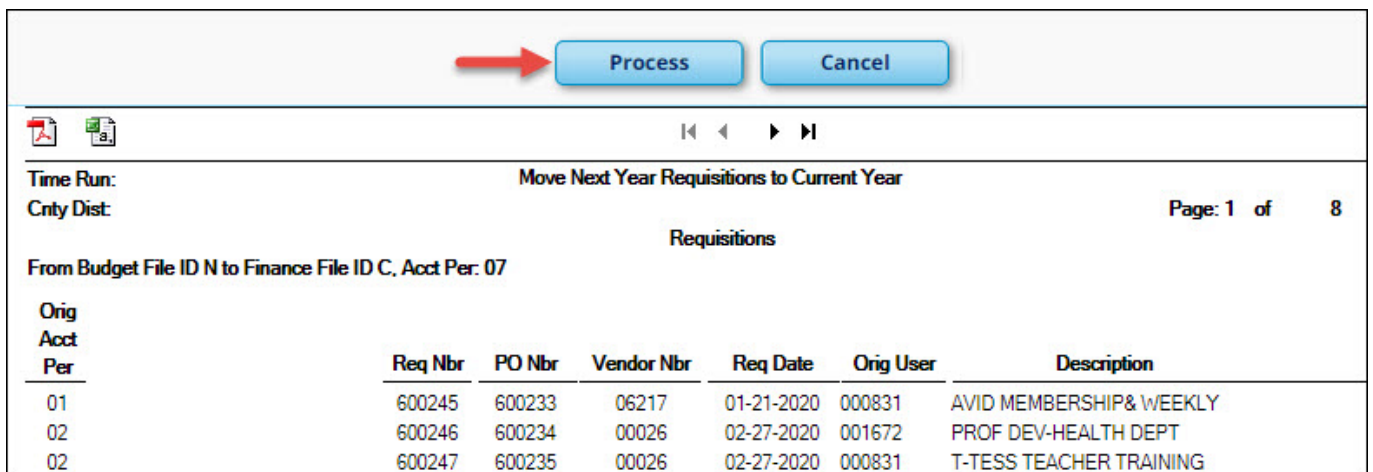 Process Cancel
Time Run: Move Next Year Requisitions to Current Year
Cnty Dist: Page: 1 of 8
Requisitions
From Budget File ID N to Finance File ID C, Acct Per: 07
Orig
Acct
Per Req Nbr PO Nbr Vendor Nbr Req Date Orig User Description
01 600245 600233 06217 01-21-2020 000831 AVID MEMBERSHIP& WEEKLY
02 600246 600234 00026 02-27-2020 001672 PROF DEV-HEALTH DEPT
02 600247 600235 00026 02-27-2020 000831 T-TESS TEACHER TRAINING